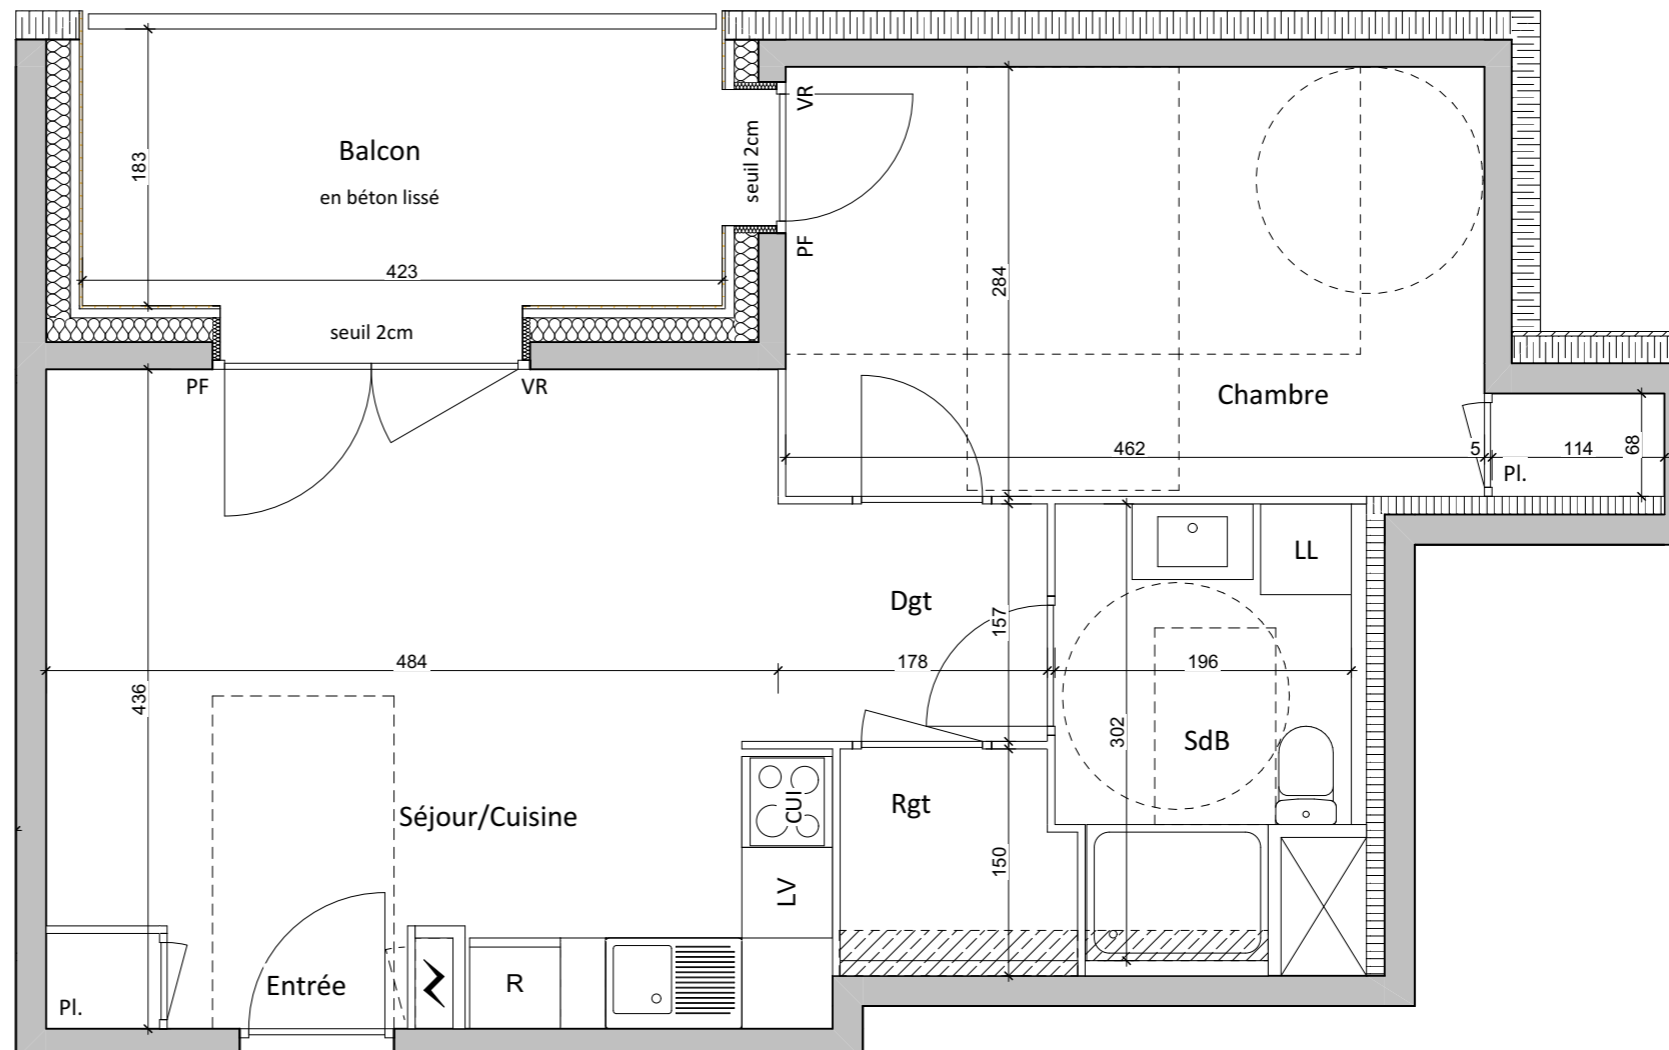 VR
Balcon
183
seuil 2cm
en béton lissé
PF
423
284
seuil 2cm
PF
VR
Chambre
462
5
114
68
Pl.
LL
Dgt
157
484
178
196
436
302
SdB
CUI
Rgt
Séjour/Cuisine
150
LV
Entrée
R
Pl.